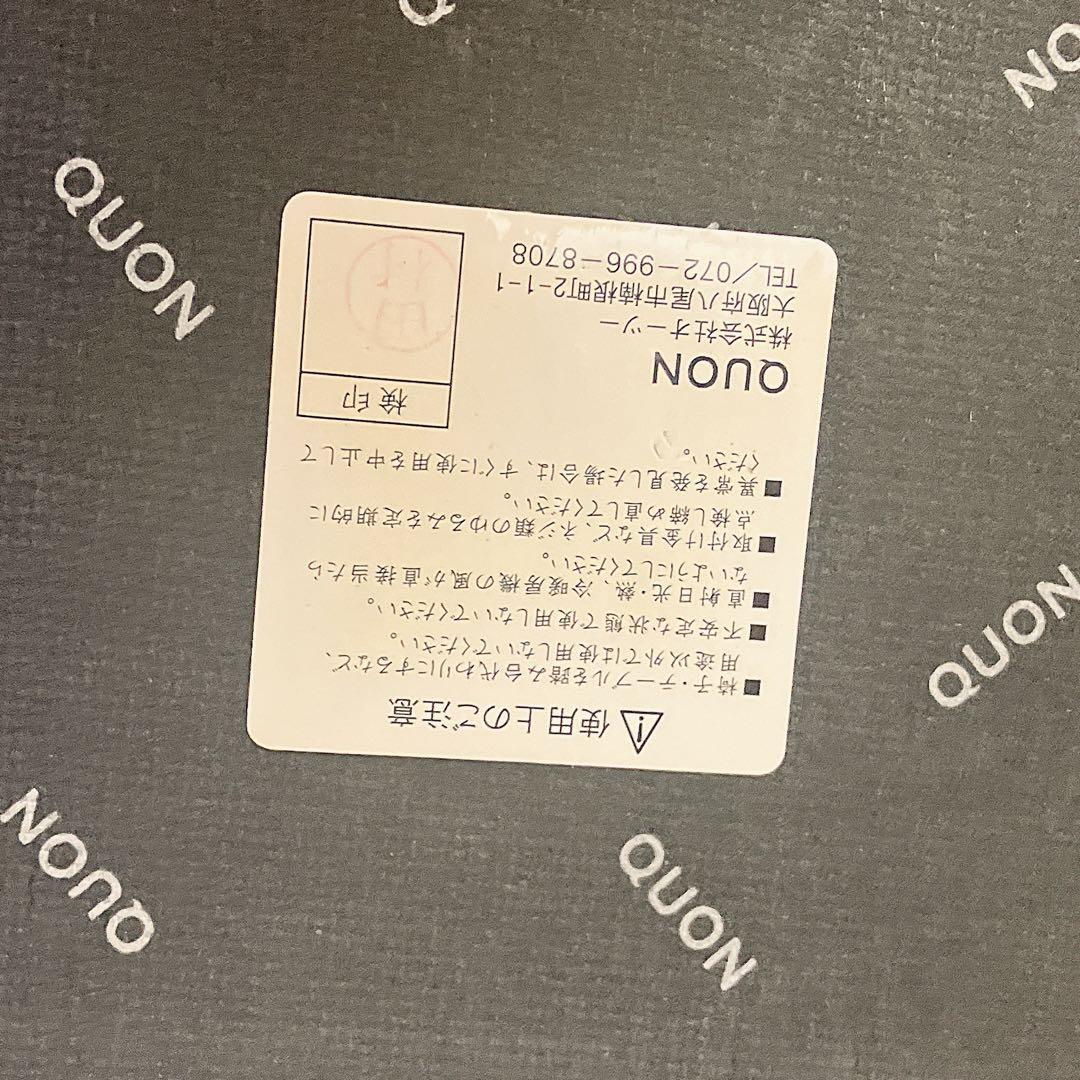 ⚠使用上のご注意
■椅子・テーブルを踏み台代わりにするなど、
用途以外では使用しないでください。
■不安定な状態で使用しないでください。
■直射日光・熱、冷暖房機の風が直接当たら
ないようにしてください。
■取付け金具など、ネジ類のゆるみを定期的に
点検し締め直してください。
■異常を発見した場合は、すぐに使用を中止して
ください。
QUON
株式会社オーツー
大阪府八尾市楠根町2-1-1
TEL／072－996－8708
検印
QUON
QUON
QUON
QUON